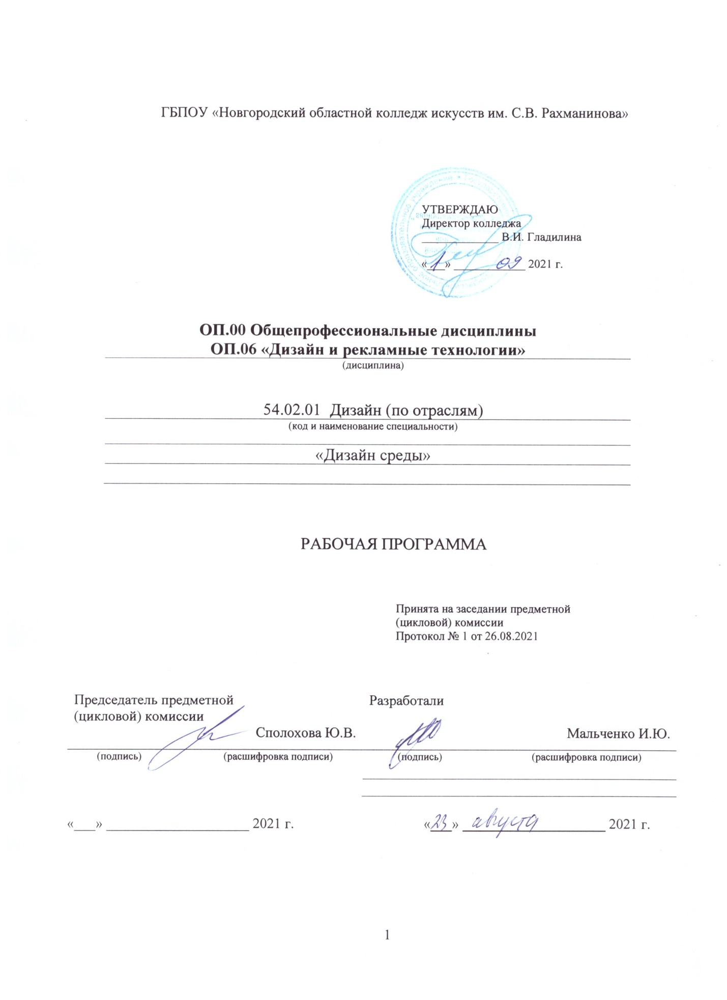 ГБПОУ «Новгородский областной колледж искусств им. С.В. Рахманинова»
УТВЕРЖДАЮ
Директор колледжа
____________ В.И. Гладилина
«1» 09 2021 г.
ОП.00 Общепрофессиональные дисциплины
ОП.06 «Дизайн и рекламные технологии»
(дисциплина)
54.02.01 Дизайн (по отраслям)
(код и наименование специальности)
«Дизайн среды»
РАБОЧАЯ ПРОГРАММА
Принята на заседании предметной
(цикловой) комиссии
Протокол № 1 от 26.08.2021
Председатель предметной Разработали
(цикловой) комиссии
Сполохова Ю.В. Мальченко И.Ю.
(подпись) (расшифровка подписи) (подпись) (расшифровка подписи)
«___» ____________________ 2021 г. «23» августа 2021 г.
1